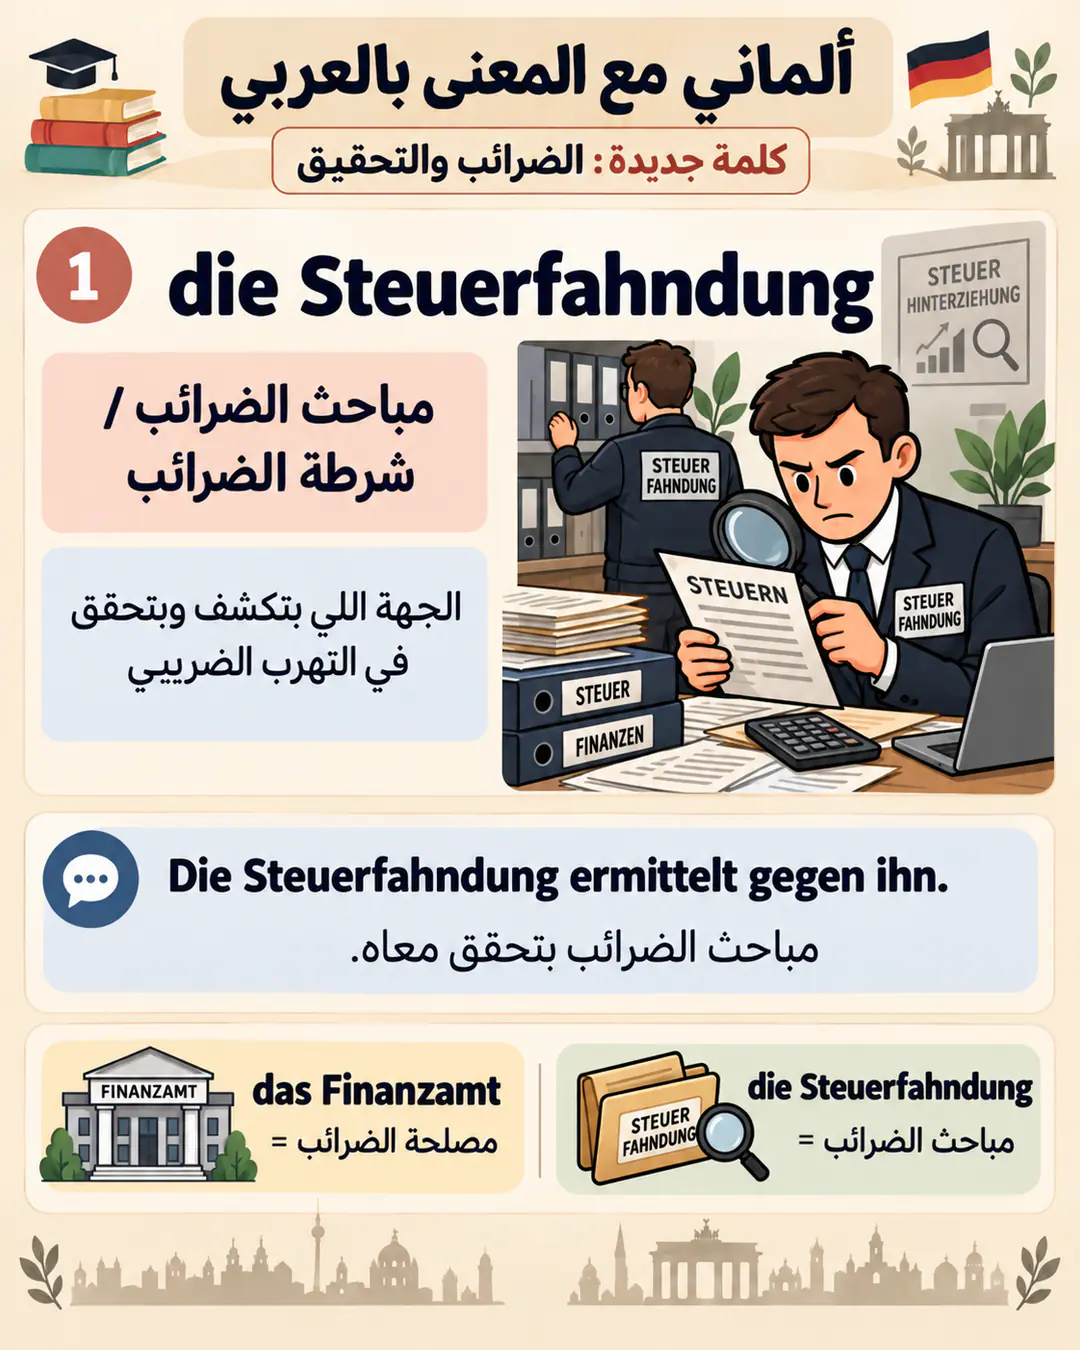 ألماني مع المعنى بالعربي
كلمة جديدة: الضرائب والتحقيق
1
die Steuerfahndung
STEUER
HINTERZIEHUNG
مباحث الضرائب /
شرطة الضرائب
الجهة اللي بتكشف وبتحقق
في التهرب الضريبي
STEUER
FAHNDUNG
STEUERN
STEUER
FAHNDUNG
STEUER
FINANZEN
Die Steuerfahndung ermittelt gegen ihn.
مباحث الضرائب بتحقق معاه.
FINANZAMT
das Finanzamt
= مصلحة الضرائب
STEUER
FAHNDUNG
die Steuerfahndung
= مباحث الضرائب